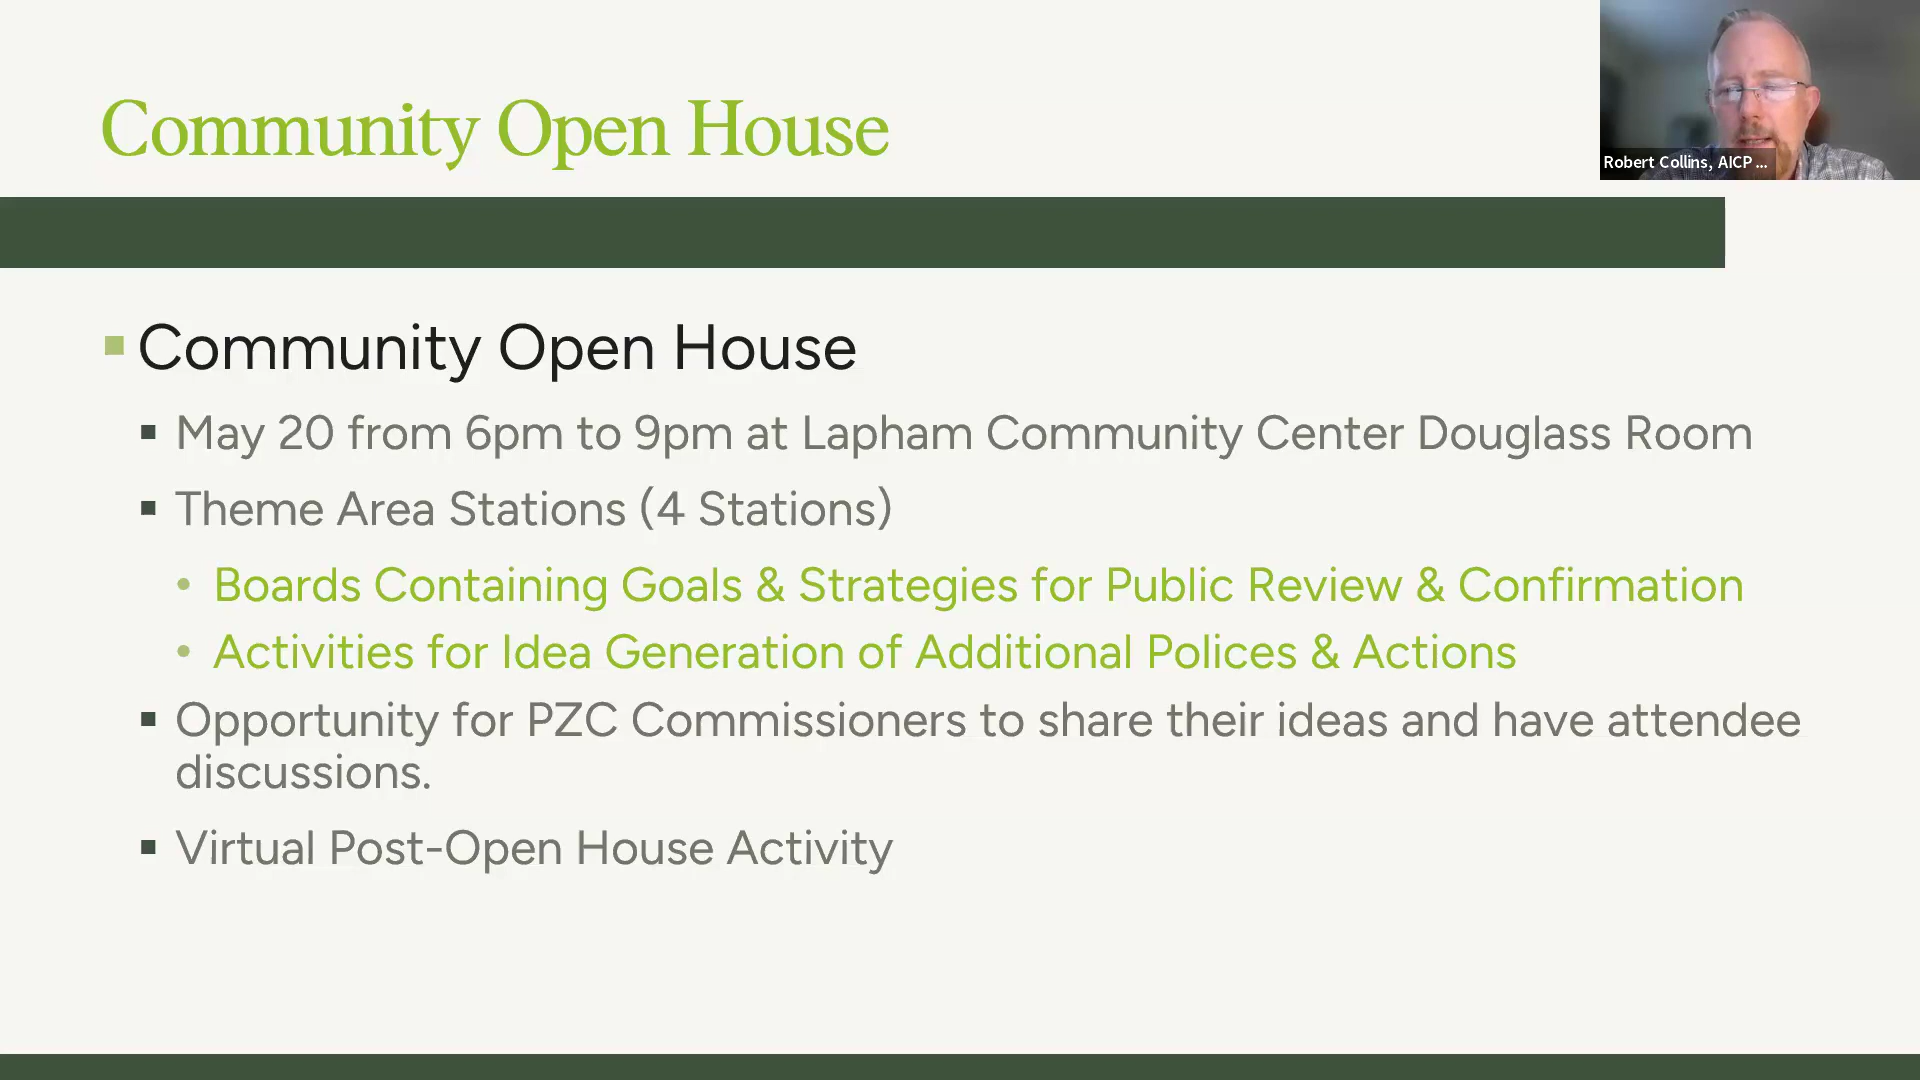 Community Open House
Robert Collins, AICP ...
Community Open House
May 20 from 6pm to 9pm at Lapham Community Center Douglass Room
Theme Area Stations (4 Stations)
Boards Containing Goals & Strategies for Public Review & Confirmation
Activities for Idea Generation of Additional Polices & Actions
Opportunity for PZC Commissioners to share their ideas and have attendee
discussions.
Virtual Post-Open House Activity